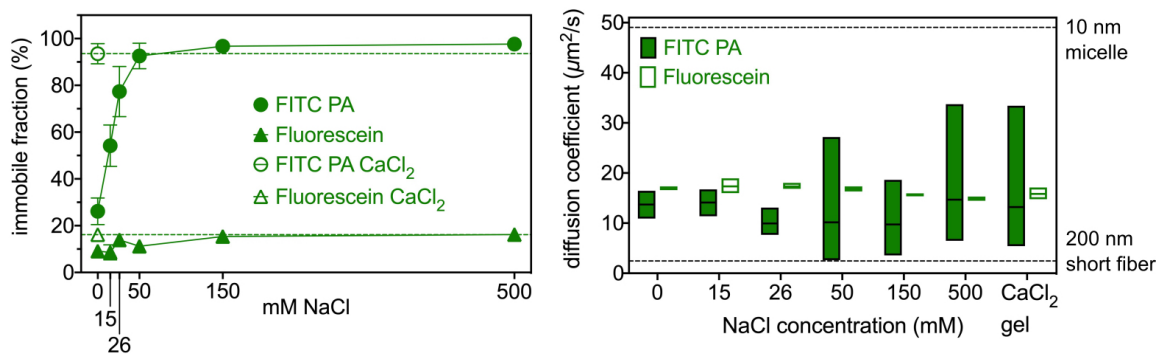 immobile fraction (%)
100
80
60
40
20
0
FITC PA
Fluorescein
FITC PA CaCl2
Fluorescein CaCl2
0
50
150
500
mM NaCl
15
26
diffusion coefficient (μm²/s)
50
40
30
20
10
0
FITC PA
Fluorescein
10 nm
micelle
200 nm
short fiber
0
15
26
50
150
500
CaCl2
gel
NaCl concentration (mM)